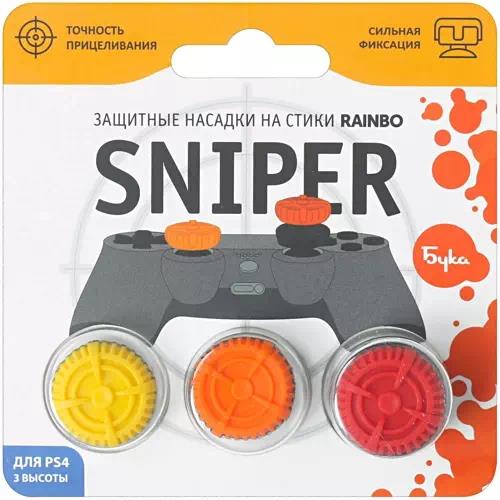 ТОЧНОСТЬ
ПРИЦЕЛИВАНИЯ
СИЛЬНАЯ
ФИКСАЦИЯ
ЗАЩИТНЫЕ НАСАДКИ НА СТИКИ RAINBO
SNIPER
Бука
ДЛЯ PS4
3 ВЫСОТЫ